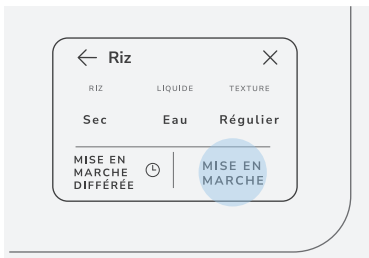 Riz
RIZ LIQUIDE TEXTURE
Sec Eau Régulier
MISE EN
MARCHE
DIFFÉRÉE
MISE EN
MARCHE